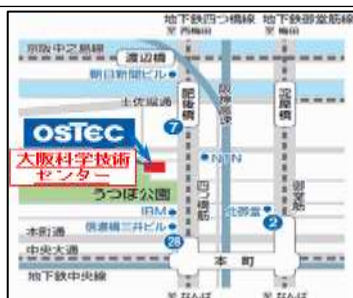 地下鉄四つ橋線 地下鉄御堂筋線
至 西梅田 至 梅田
京阪中之島線
渡辺橋
朝日新聞ビル
土佐堀通
肥後橋
阪神高速
淀屋橋
7
OSTEC
大阪科学技術
センター
NTN
うつぼ公園
四つ橋筋
御堂筋
IBM
北御堂
2
信濃橋三井ビル
本町通
28
中央大通
本町
地下鉄中央線
至 なんば 至 なんば